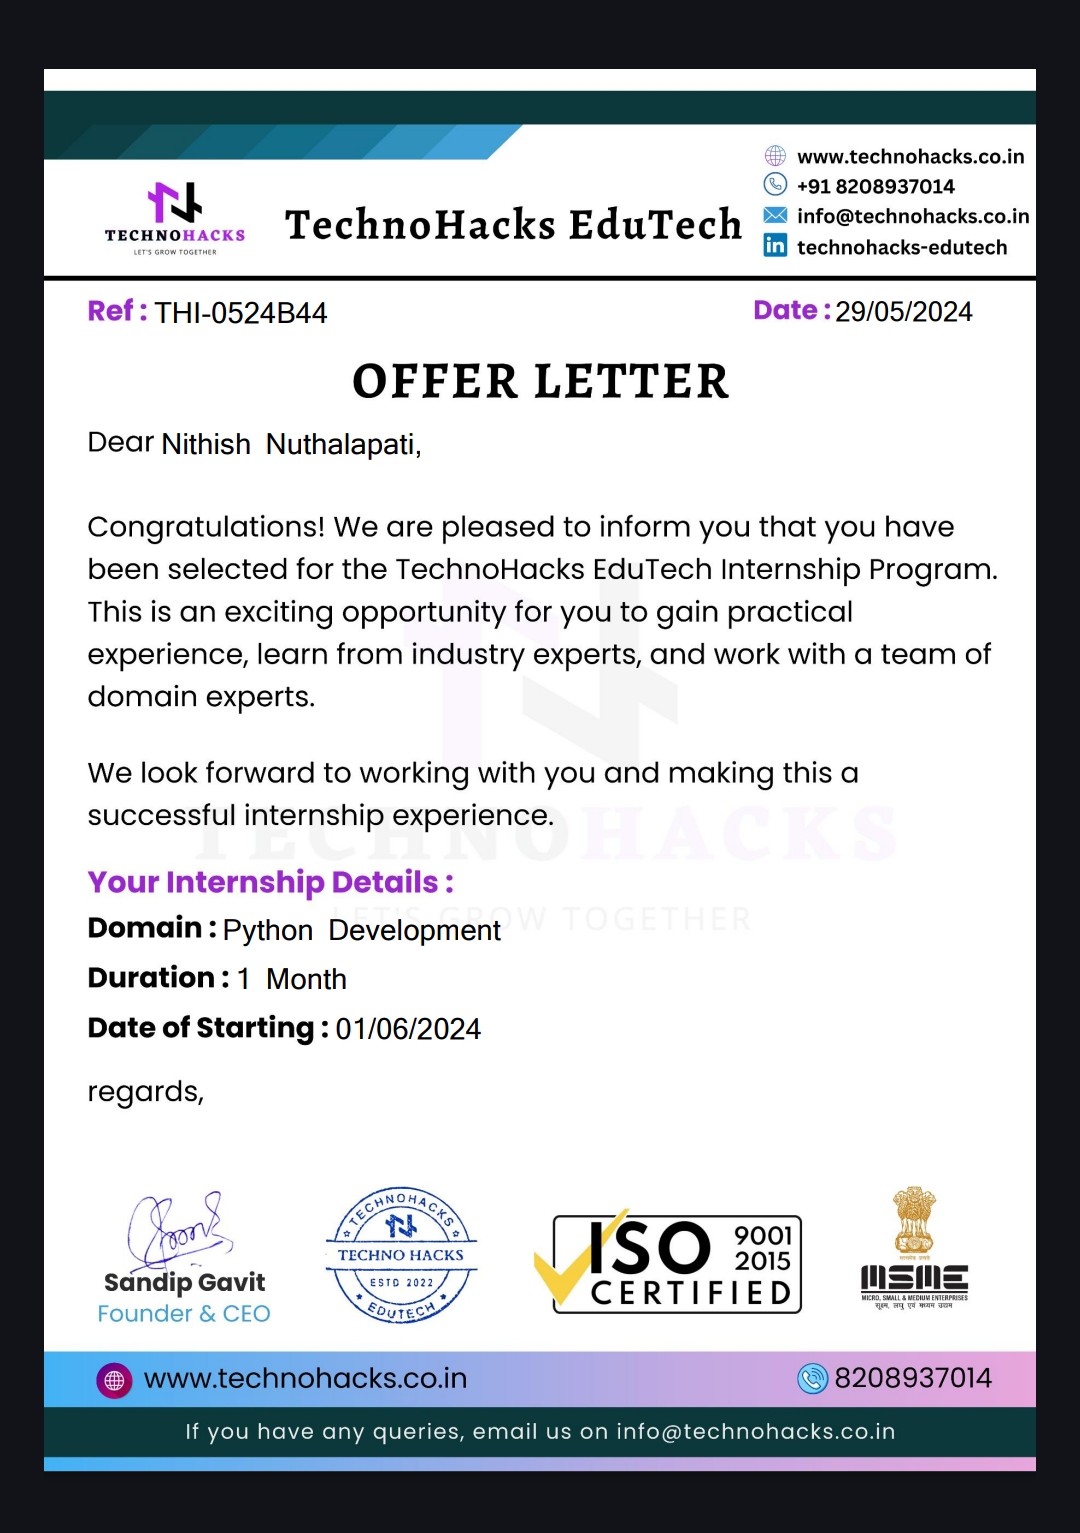 www.technohacks.co.in
+91 8208937014
info@technohacks.co.in
in technohacks-edutech
TECHNOHACKS
LET'S GROW TOGETHER
TechnoHacks EduTech
Ref : THI-0524B44
Date : 29/05/2024
OFFER LETTER
Dear Nithish Nuthalapati,
Congratulations! We are pleased to inform you that you have
been selected for the TechnoHacks EduTech Internship Program.
This is an exciting opportunity for you to gain practical
experience, learn from industry experts, and work with a team of
domain experts.
We look forward to working with you and making this a
successful internship experience.
TECHNOHACKS
LET'S GROW TOGETHER
Your Internship Details :
Domain : Python Development
Duration : 1 Month
Date of Starting : 01/06/2024
regards,
Sandip Gavit
Founder & CEO
TECHNOHACKS
TECHNO HACKS
ESTD 2022
EDUTECH
ISO 9001 2015
CERTIFIED
MSME
MICRO, SMALL & MEDIUM ENTERPRISES
सूक्ष्म, लघु एवं मध्यम उद्यम
www.technohacks.co.in
8208937014
If you have any queries, email us on info@technohacks.co.in